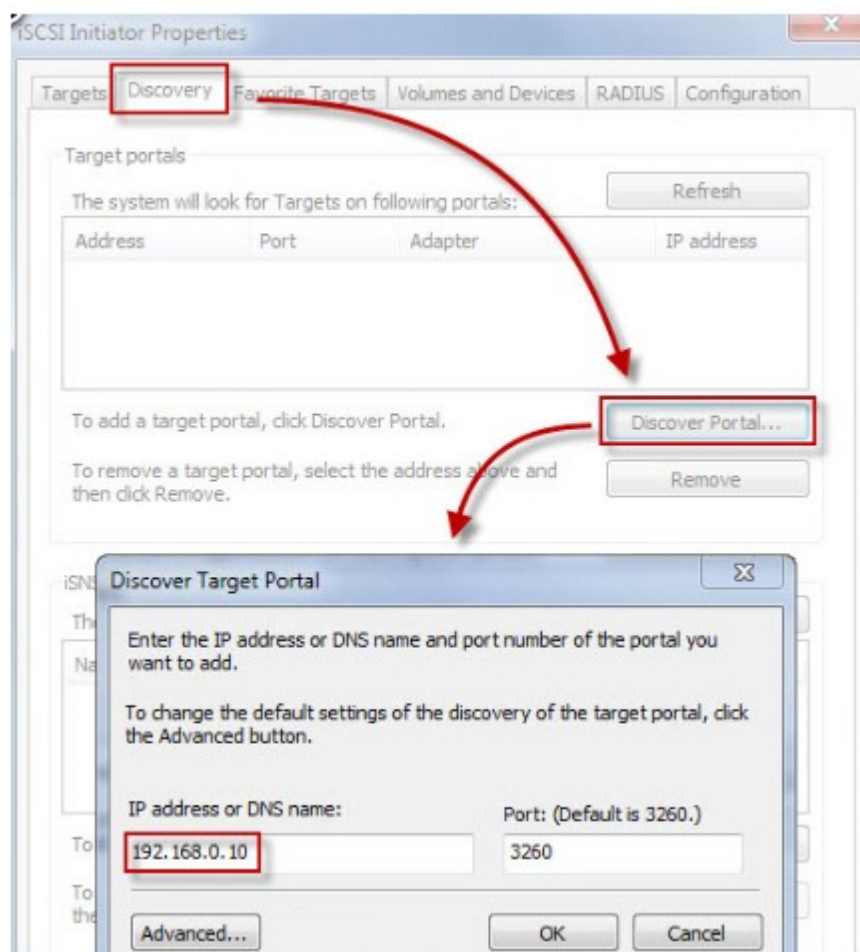 iSCSI Initiator Properties
Targets Discovery Favorite Targets Volumes and Devices RADIUS Configuration
Target portals
The system will look for Targets on following portals:
Refresh
Address Port Adapter IP address
To add a target portal, click Discover Portal.
Discover Portal...
To remove a target portal, select the address above and
then click Remove.
Remove
iSNS
Discover Target Portal
Enter the IP address or DNS name and port number of the portal you
want to add.
To change the default settings of the discovery of the target portal, click
the Advanced button.
IP address or DNS name:
Port: (Default is 3260.)
192.168.0.10
3260
To
To
the
Advanced...
OK
Cancel